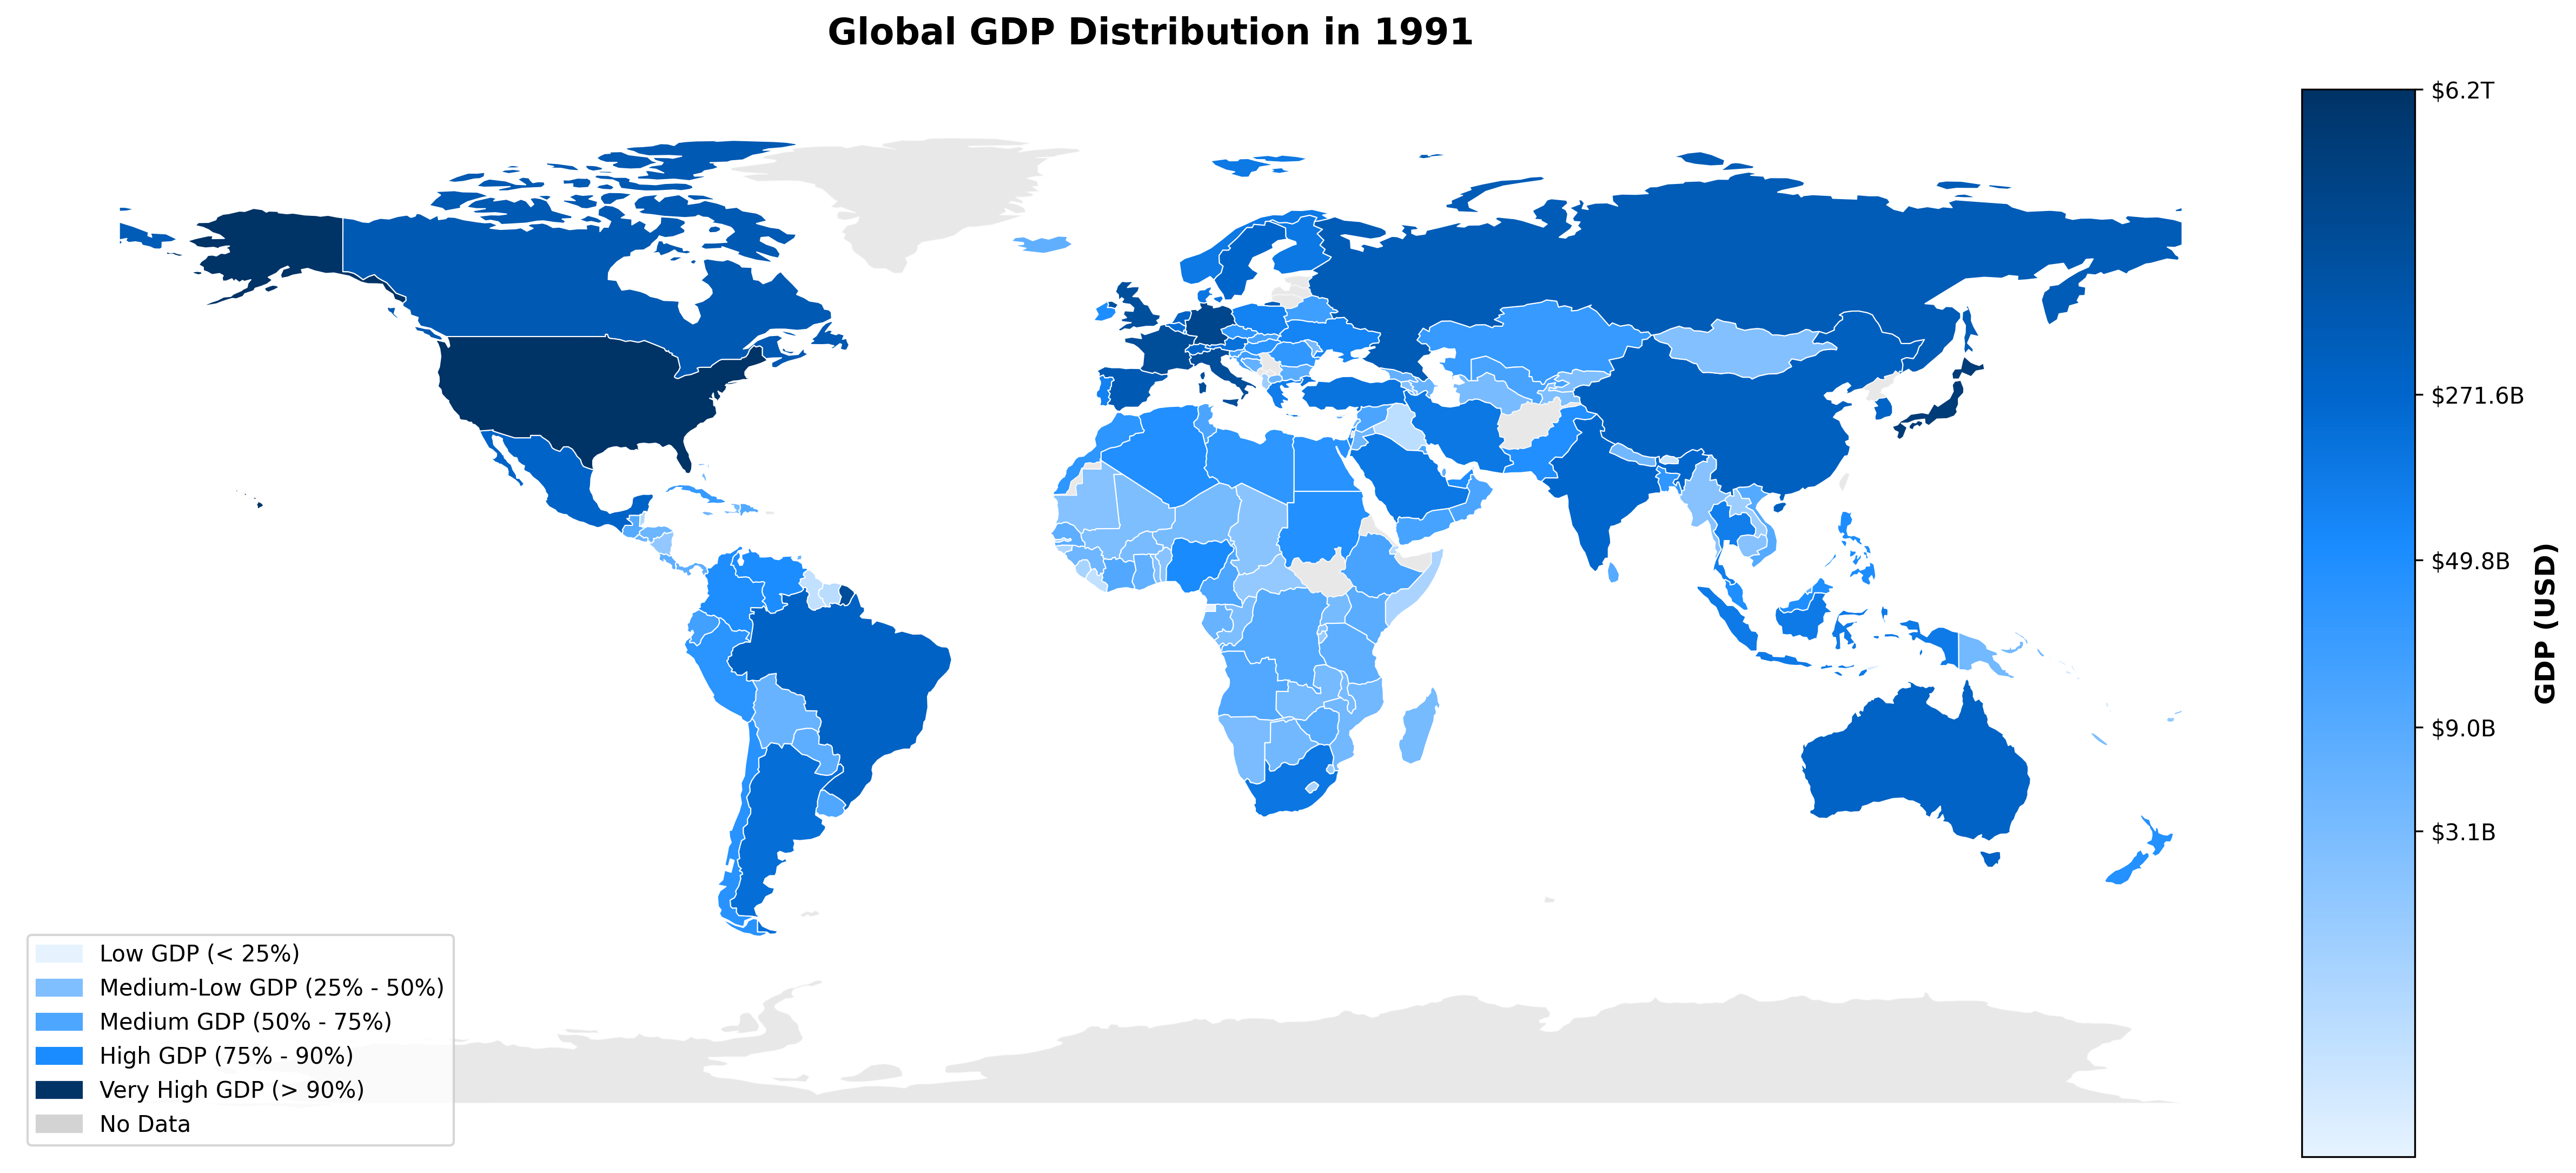 Global GDP Distribution in 1991
$6.2T
$271.6B
$49.8B
$9.0B
$3.1B
GDP (USD)
Low GDP (< 25%)
Medium-Low GDP (25% - 50%)
Medium GDP (50% - 75%)
High GDP (75% - 90%)
Very High GDP (> 90%)
No Data